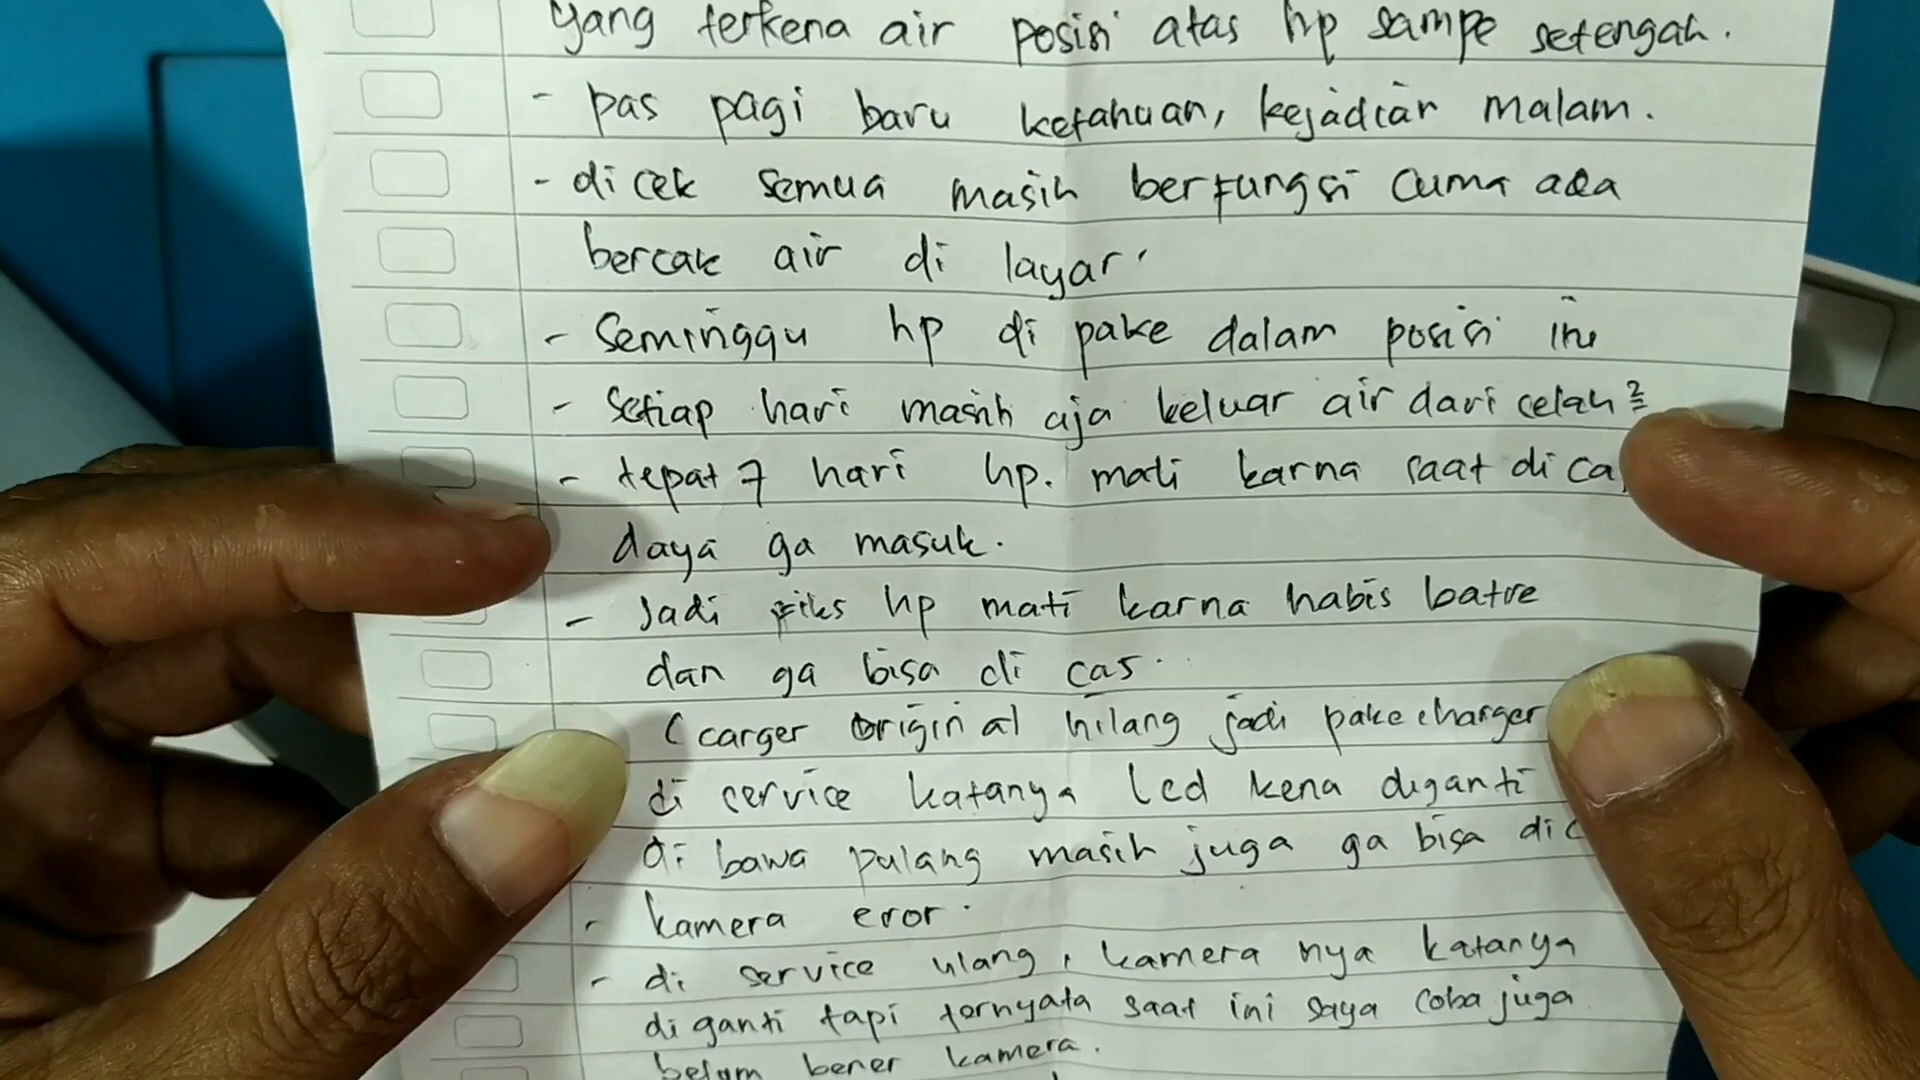 yang terkena air posisi atas hp sampe setengah.
- pas pagi baru ketahuan, kejadian malam.
- di cek semua masih berfungsi cuma ada
bercak air di layar.
- Seminggu hp di pake dalam posisi ini
- setiap hari masih aja keluar air dari celah²
- tepat 7 hari hp. mati karna saat di ca
daya ga masuk.
- Jadi fiks hp mati karna habis batre
dan ga bisa di cas.
(carger original hilang jadi pake charger
di service katanya lcd kena diganti
di bawa pulang masih juga ga bisa dic
- kamera eror.
- di service ulang, kamera nya katanya
di ganti tapi ternyata saat ini saya coba juga
belum bener kamera.